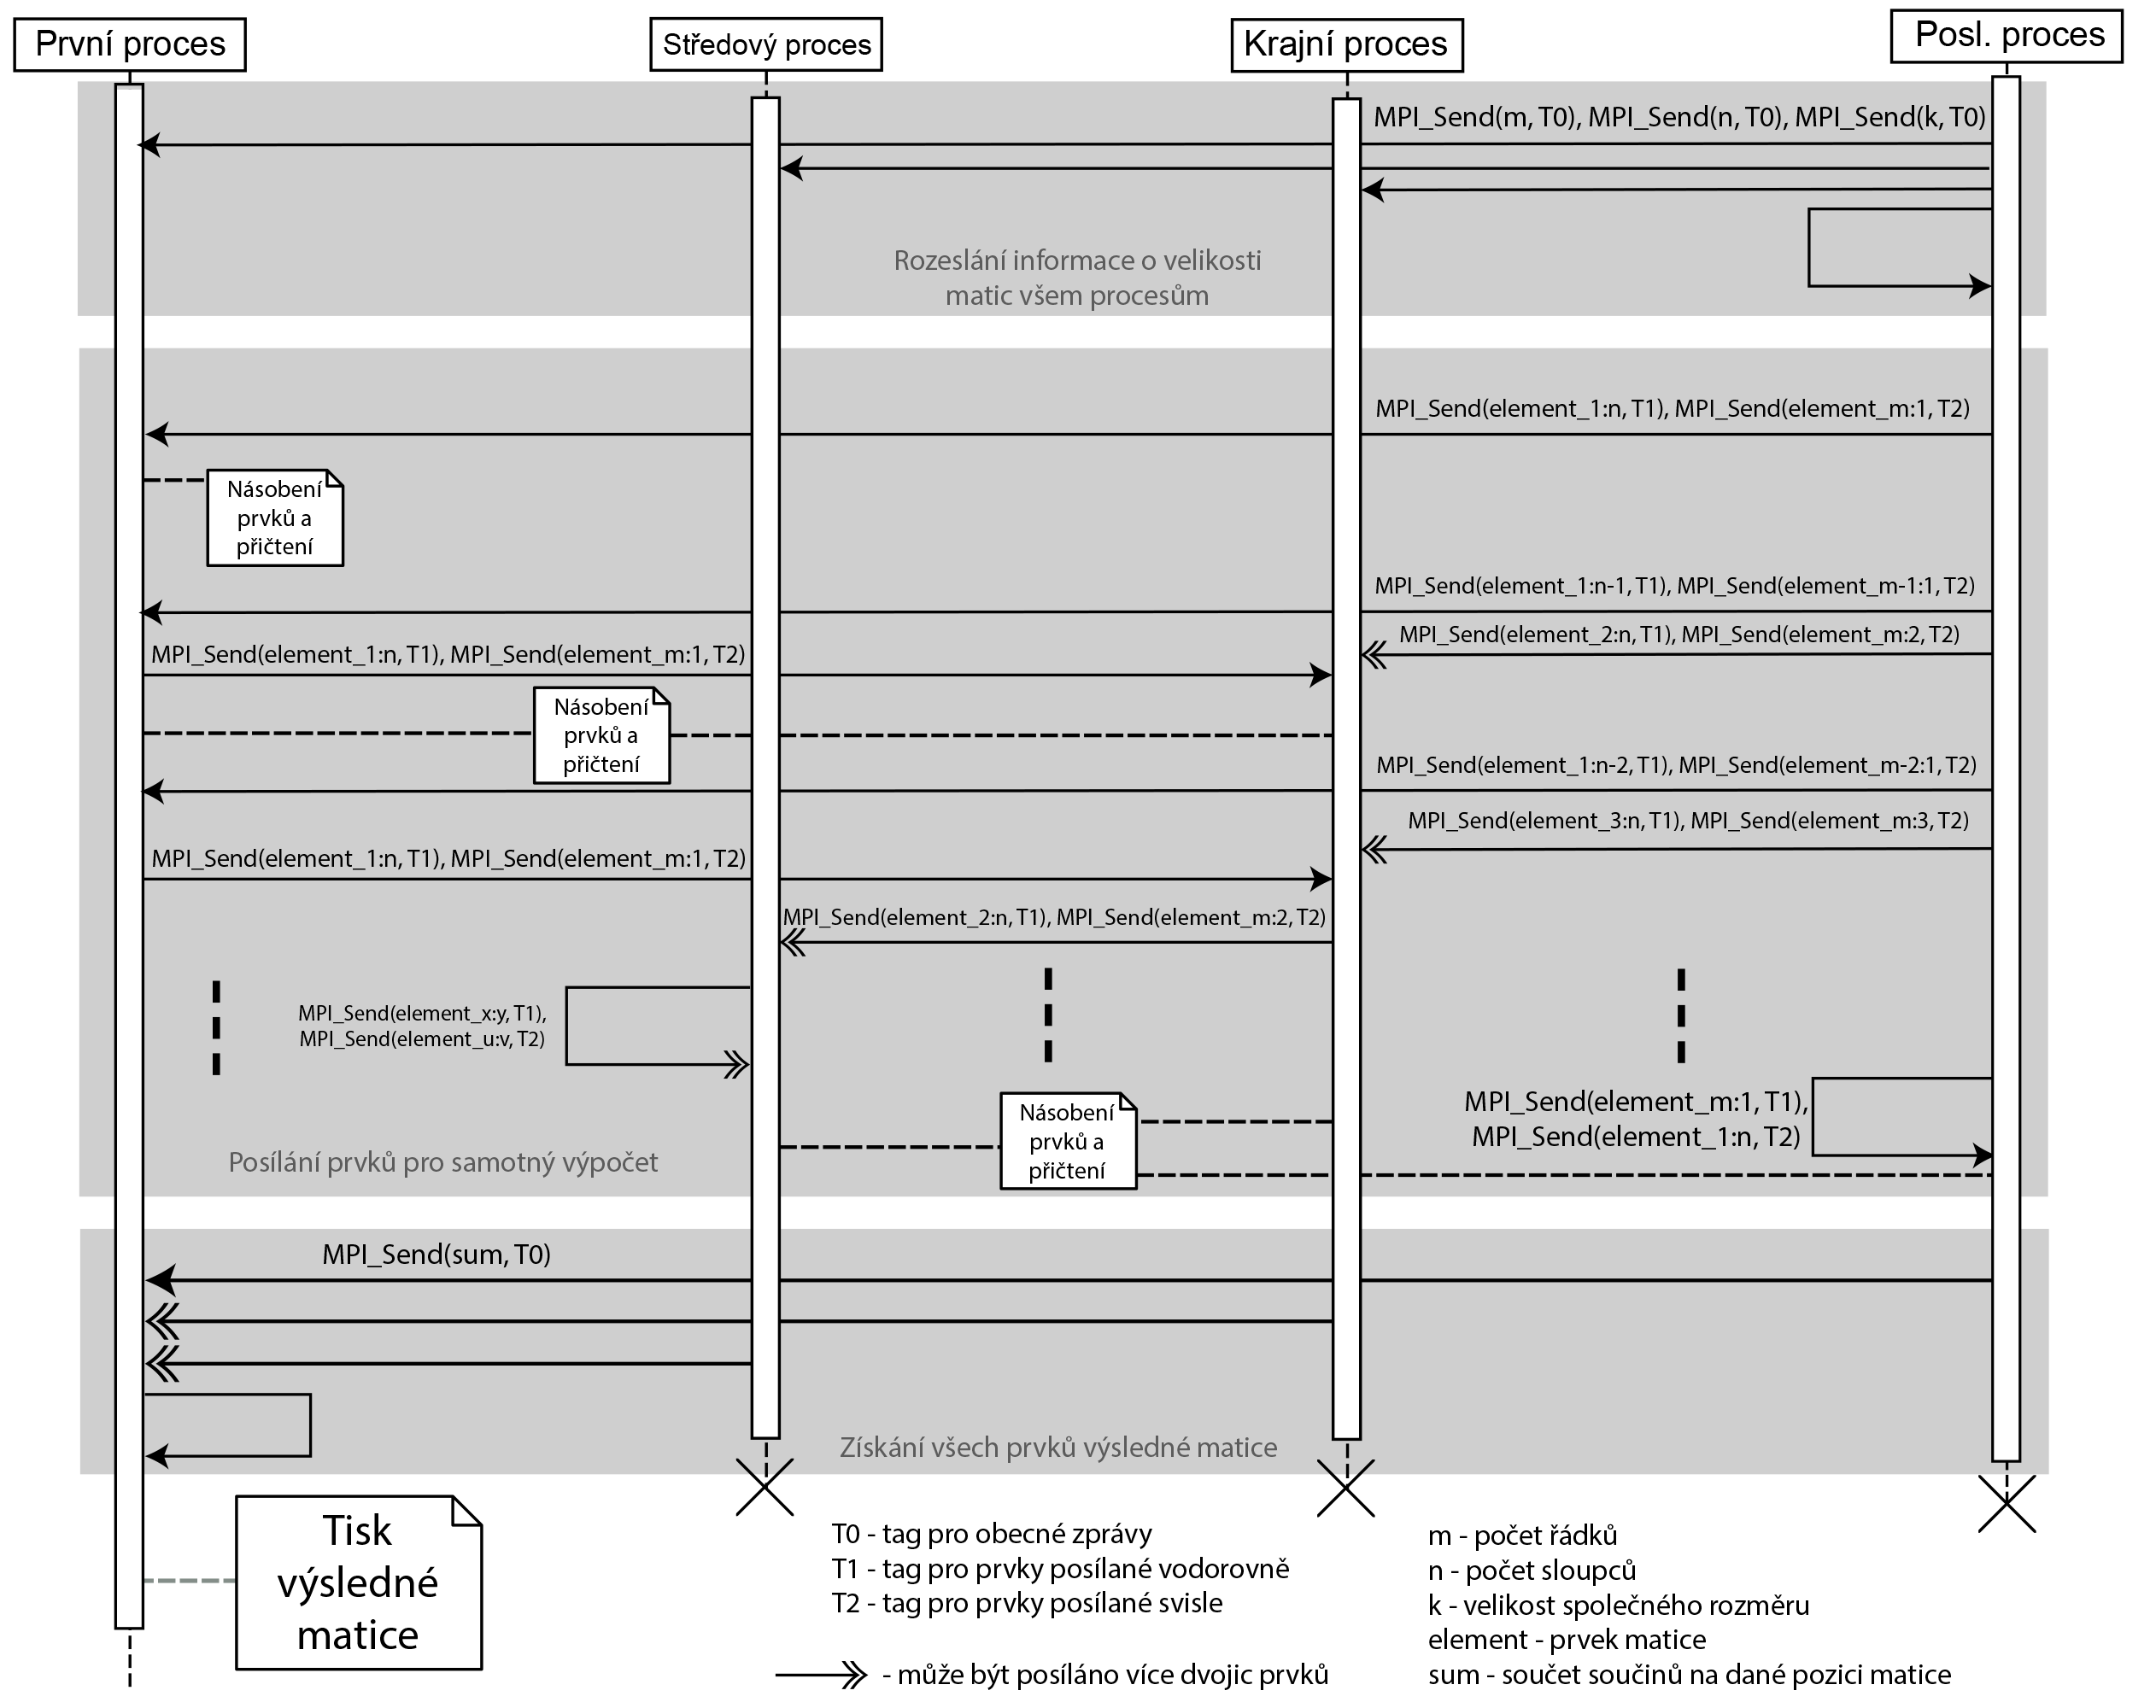 První proces
Středový proces
Krajní proces
Posl. proces
MPI_Send(m, T0), MPI_Send(n, T0), MPI_Send(k, T0)
Rozeslání informace o velikosti
matic všem procesům
MPI_Send(element_1:n, T1), MPI_Send(element_m:1, T2)
Násobení
prvků a
přičtení
MPI_Send(element_1:n-1, T1), MPI_Send(element_m-1:1, T2)
MPI_Send(element_2:n, T1), MPI_Send(element_m:2, T2)
MPI_Send(element_1:n, T1), MPI_Send(element_m:1, T2)
Násobení
prvků a
přičtení
MPI_Send(element_1:n-2, T1), MPI_Send(element_m-2:1, T2)
MPI_Send(element_3:n, T1), MPI_Send(element_m:3, T2)
MPI_Send(element_1:n, T1), MPI_Send(element_m:1, T2)
MPI_Send(element_2:n, T1), MPI_Send(element_m:2, T2)
MPI_Send(element_x:y, T1),
MPI_Send(element_u:v, T2)
MPI_Send(element_m:1, T1),
MPI_Send(element_1:n, T2)
Násobení
prvků a
přičtení
Posílání prvků pro samotný výpočet
MPI_Send(sum, T0)
Získání všech prvků výsledné matice
Tisk
výsledné
matice
T0 - tag pro obecné zprávy
T1 - tag pro prvky posílané vodorovně
T2 - tag pro prvky posílané svisle
- může být posíláno více dvojic prvků
m - počet řádků
n - počet sloupců
k - velikost společného rozměru
element - prvek matice
sum - součet součinů na dané pozici matice